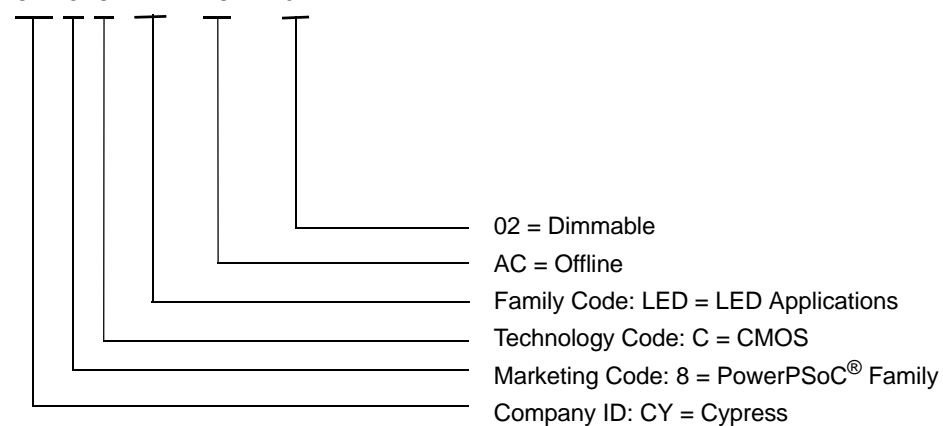 02 = Dimmable
AC = Offline
Family Code: LED = LED Applications
Technology Code: C = CMOS
Marketing Code: 8 = PowerPSoC® Family
Company ID: CY = Cypress